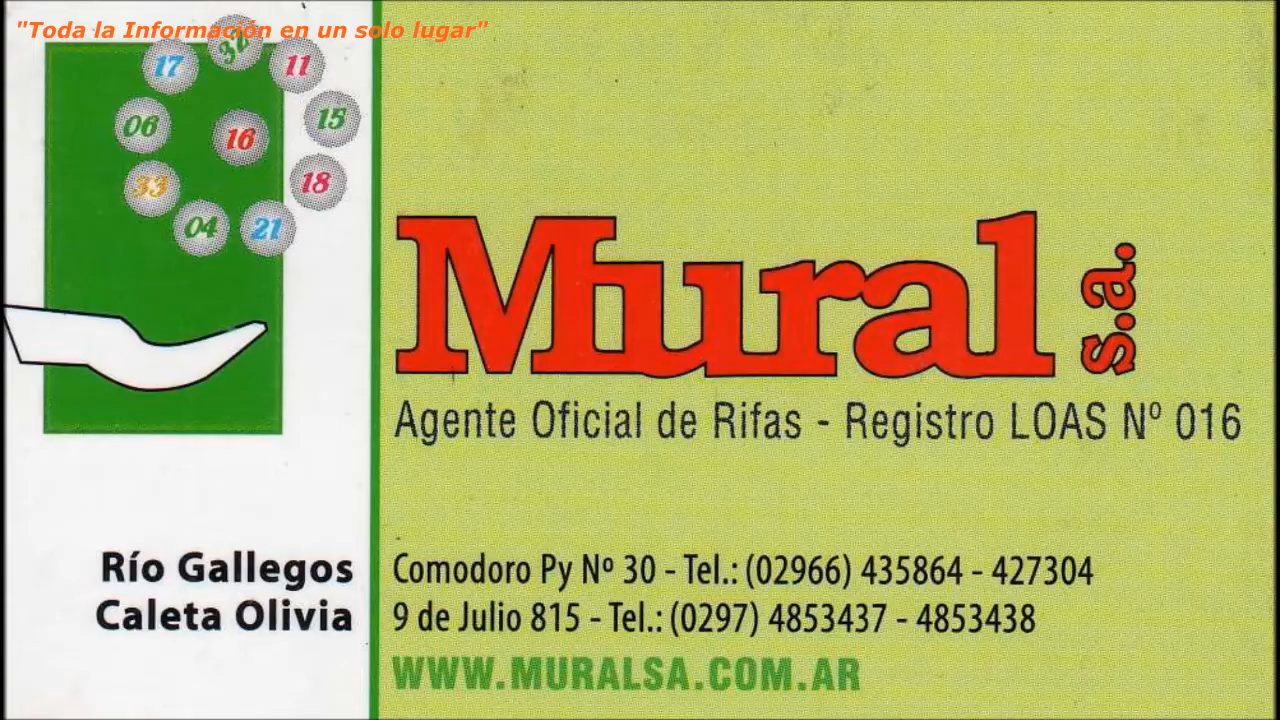 "Toda la Información en un solo lugar"
32
17
11
06
16
15
33
18
04
21
Mural s.a.
Agente Oficial de Rifas - Registro LOAS Nº 016
Río Gallegos Comodoro Py Nº 30 - Tel.: (02966) 435864 - 427304
Caleta Olivia 9 de Julio 815 - Tel.: (0297) 4853437 - 4853438
WWW.MURALSA.COM.AR